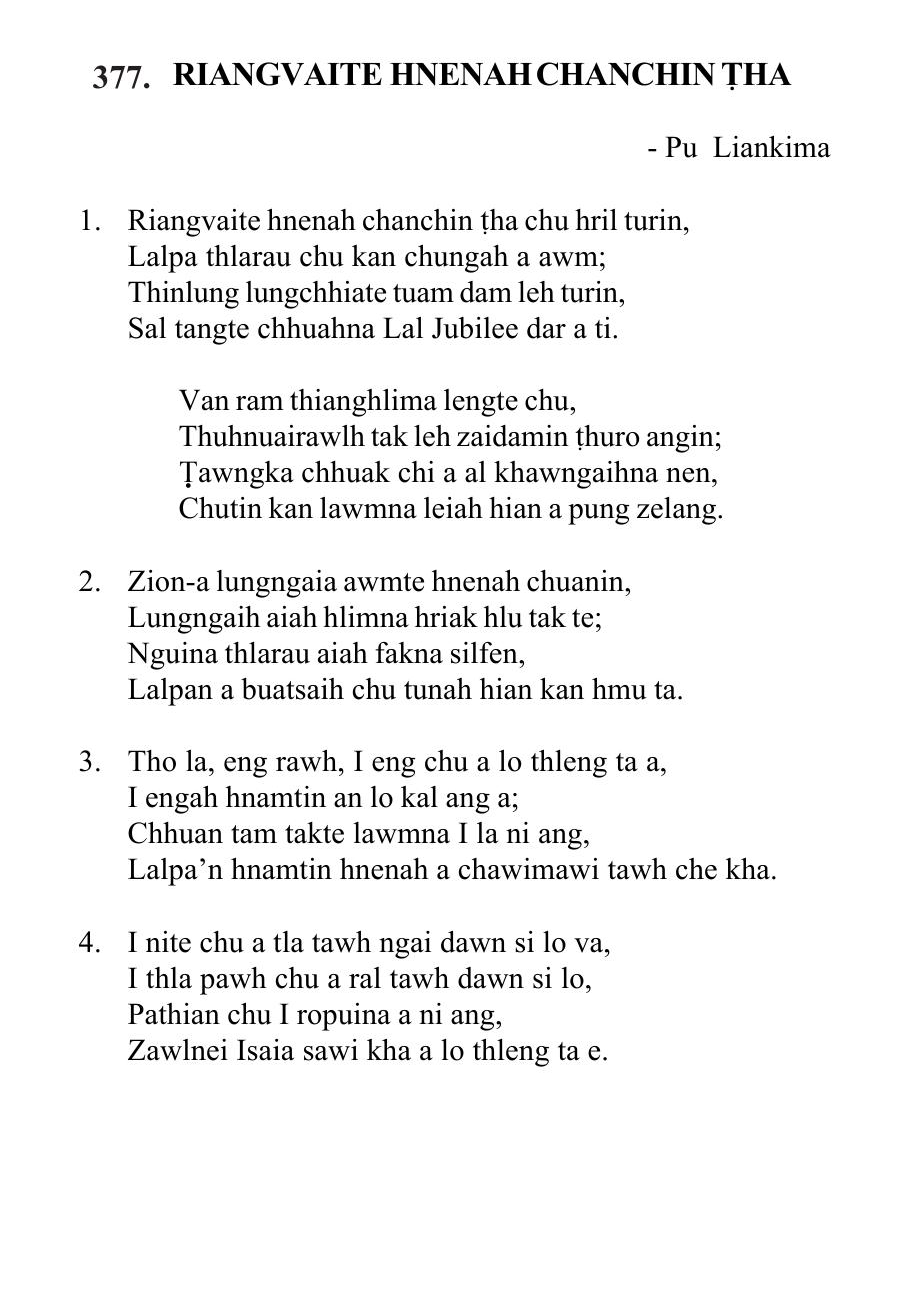 377. RIANGVAITE HNENAH CHANCHIN ṬHA
- Pu Liankima
1. Riangvaite hnenah chanchin ṭha chu hril turin,
Lalpa thlarau chu kan chungah a awm;
Thinlung lungchhiate tuam dam leh turin,
Sal tangte chhuahna Lal Jubilee dar a ti.
Van ram thianghlima lengte chu,
Thuhnuairawlh tak leh zaidamin ṭhuro angin;
Ṭawngka chhuak chi a al khawngaihna nen,
Chutin kan lawmna leiah hian a pung zelang.
2. Zion-a lungngaia awmte hnenah chuanin,
Lungngaih aiah hlimna hriak hlu tak te;
Nguina thlarau aiah fakna silfen,
Lalpan a buatsaih chu tunah hian kan hmu ta.
3. Tho la, eng rawh, I eng chu a lo thleng ta a,
I engah hnamtin an lo kal ang a;
Chhuan tam takte lawmna I la ni ang,
Lalpa’n hnamtin hnenah a chawimawi tawh che kha.
4. I nite chu a tla tawh ngai dawn si lo va,
I thla pawh chu a ral tawh dawn si lo,
Pathian chu I ropuina a ni ang,
Zawlnei Isaia sawi kha a lo thleng ta e.